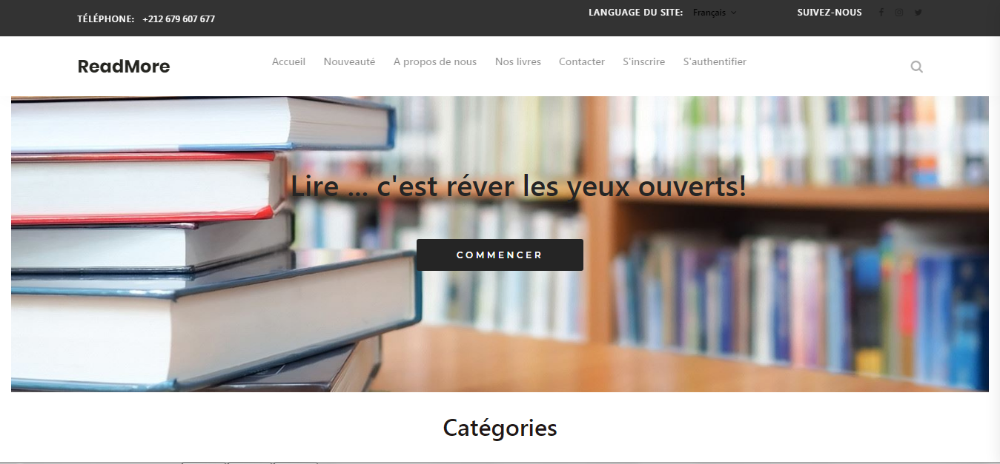 TÉLÉPHONE: +212 679 607 677
LANGUAGE DU SITE: Français
SUIVEZ-NOUS
ReadMore
Accueil Nouveauté A propos de nous Nos livres Contacter S'inscrire S'authentifier
Lire ... c'est réver les yeux ouverts!
COMMENCER
Catégories